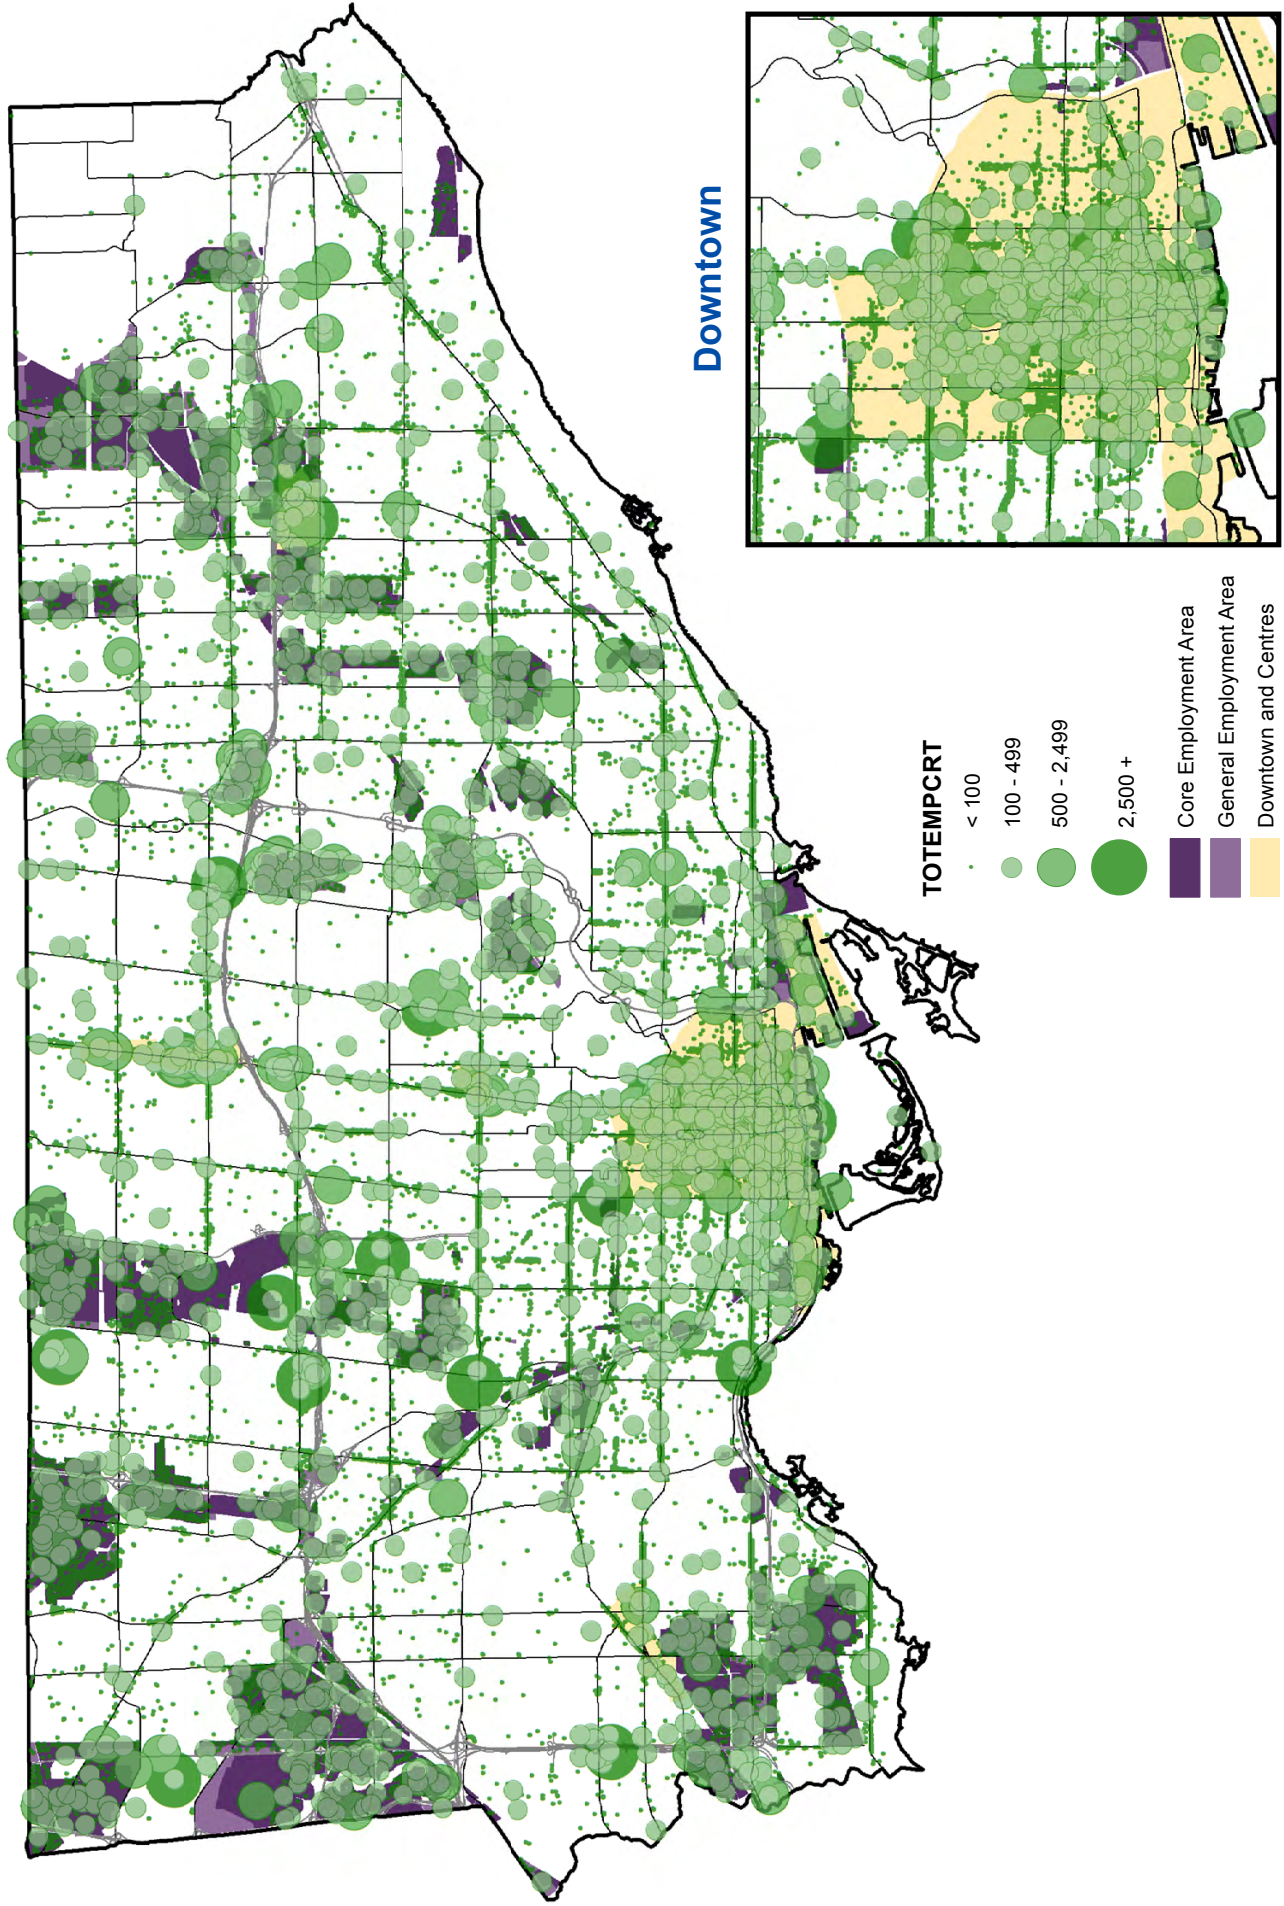 Downtown
TOTEMPCRT
< 100
100 - 499
500 - 2,499
2,500 +
Core Employment Area
General Employment Area
Downtown and Centres